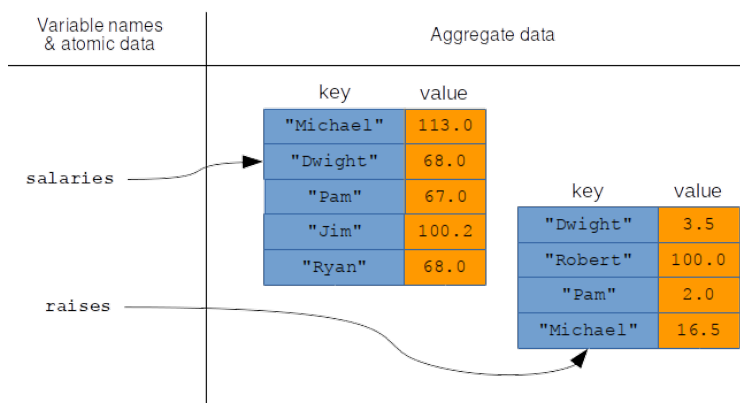 Variable names
& atomic data
Aggregate data
key value
"Michael" 113.0
"Dwight" 68.0
"Pam" 67.0
"Jim" 100.2
"Ryan" 68.0
salaries
key value
"Dwight" 3.5
"Robert" 100.0
"Pam" 2.0
"Michael" 16.5
raises